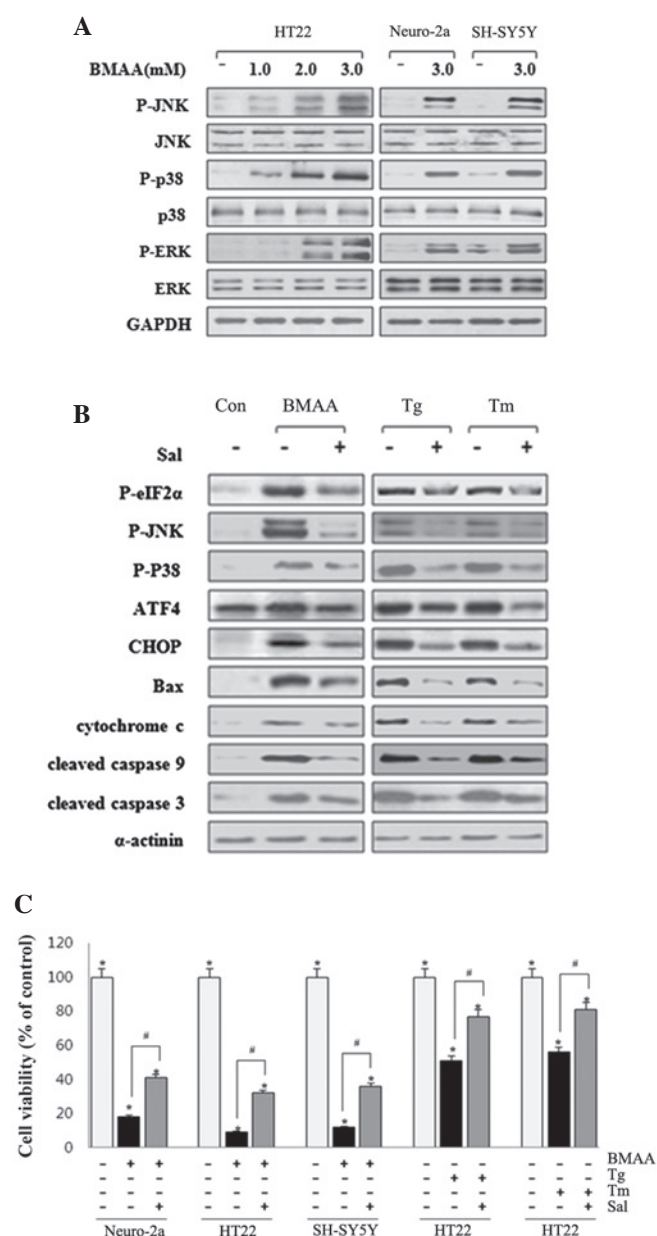 A
HT22 Neuro-2a SH-SY5Y
BMAA(mM) - 1.0 2.0 3.0 - 3.0 - 3.0
P-JNK
JNK
P-p38
p38
P-ERK
ERK
GAPDH
B
Con BMAA Tg Tm
Sal - - + - + - +
P-eIF2α
P-JNK
P-P38
ATF4
CHOP
Bax
cytochrome c
cleaved caspase 9
cleaved caspase 3
α-actinin
C
Cell viability (% of control)
120
100
80
60
40
20
0
* * * # * * * # * * * # * * * # * * * #
- + + - + + - + + - - - - - - BMAA
- - - - - - - - - - + + - - - Tg
- - - - - - - - - - - - - + + Tm
- - + - - + - - + - - + - - + Sal
Neuro-2a HT22 SH-SY5Y HT22 HT22